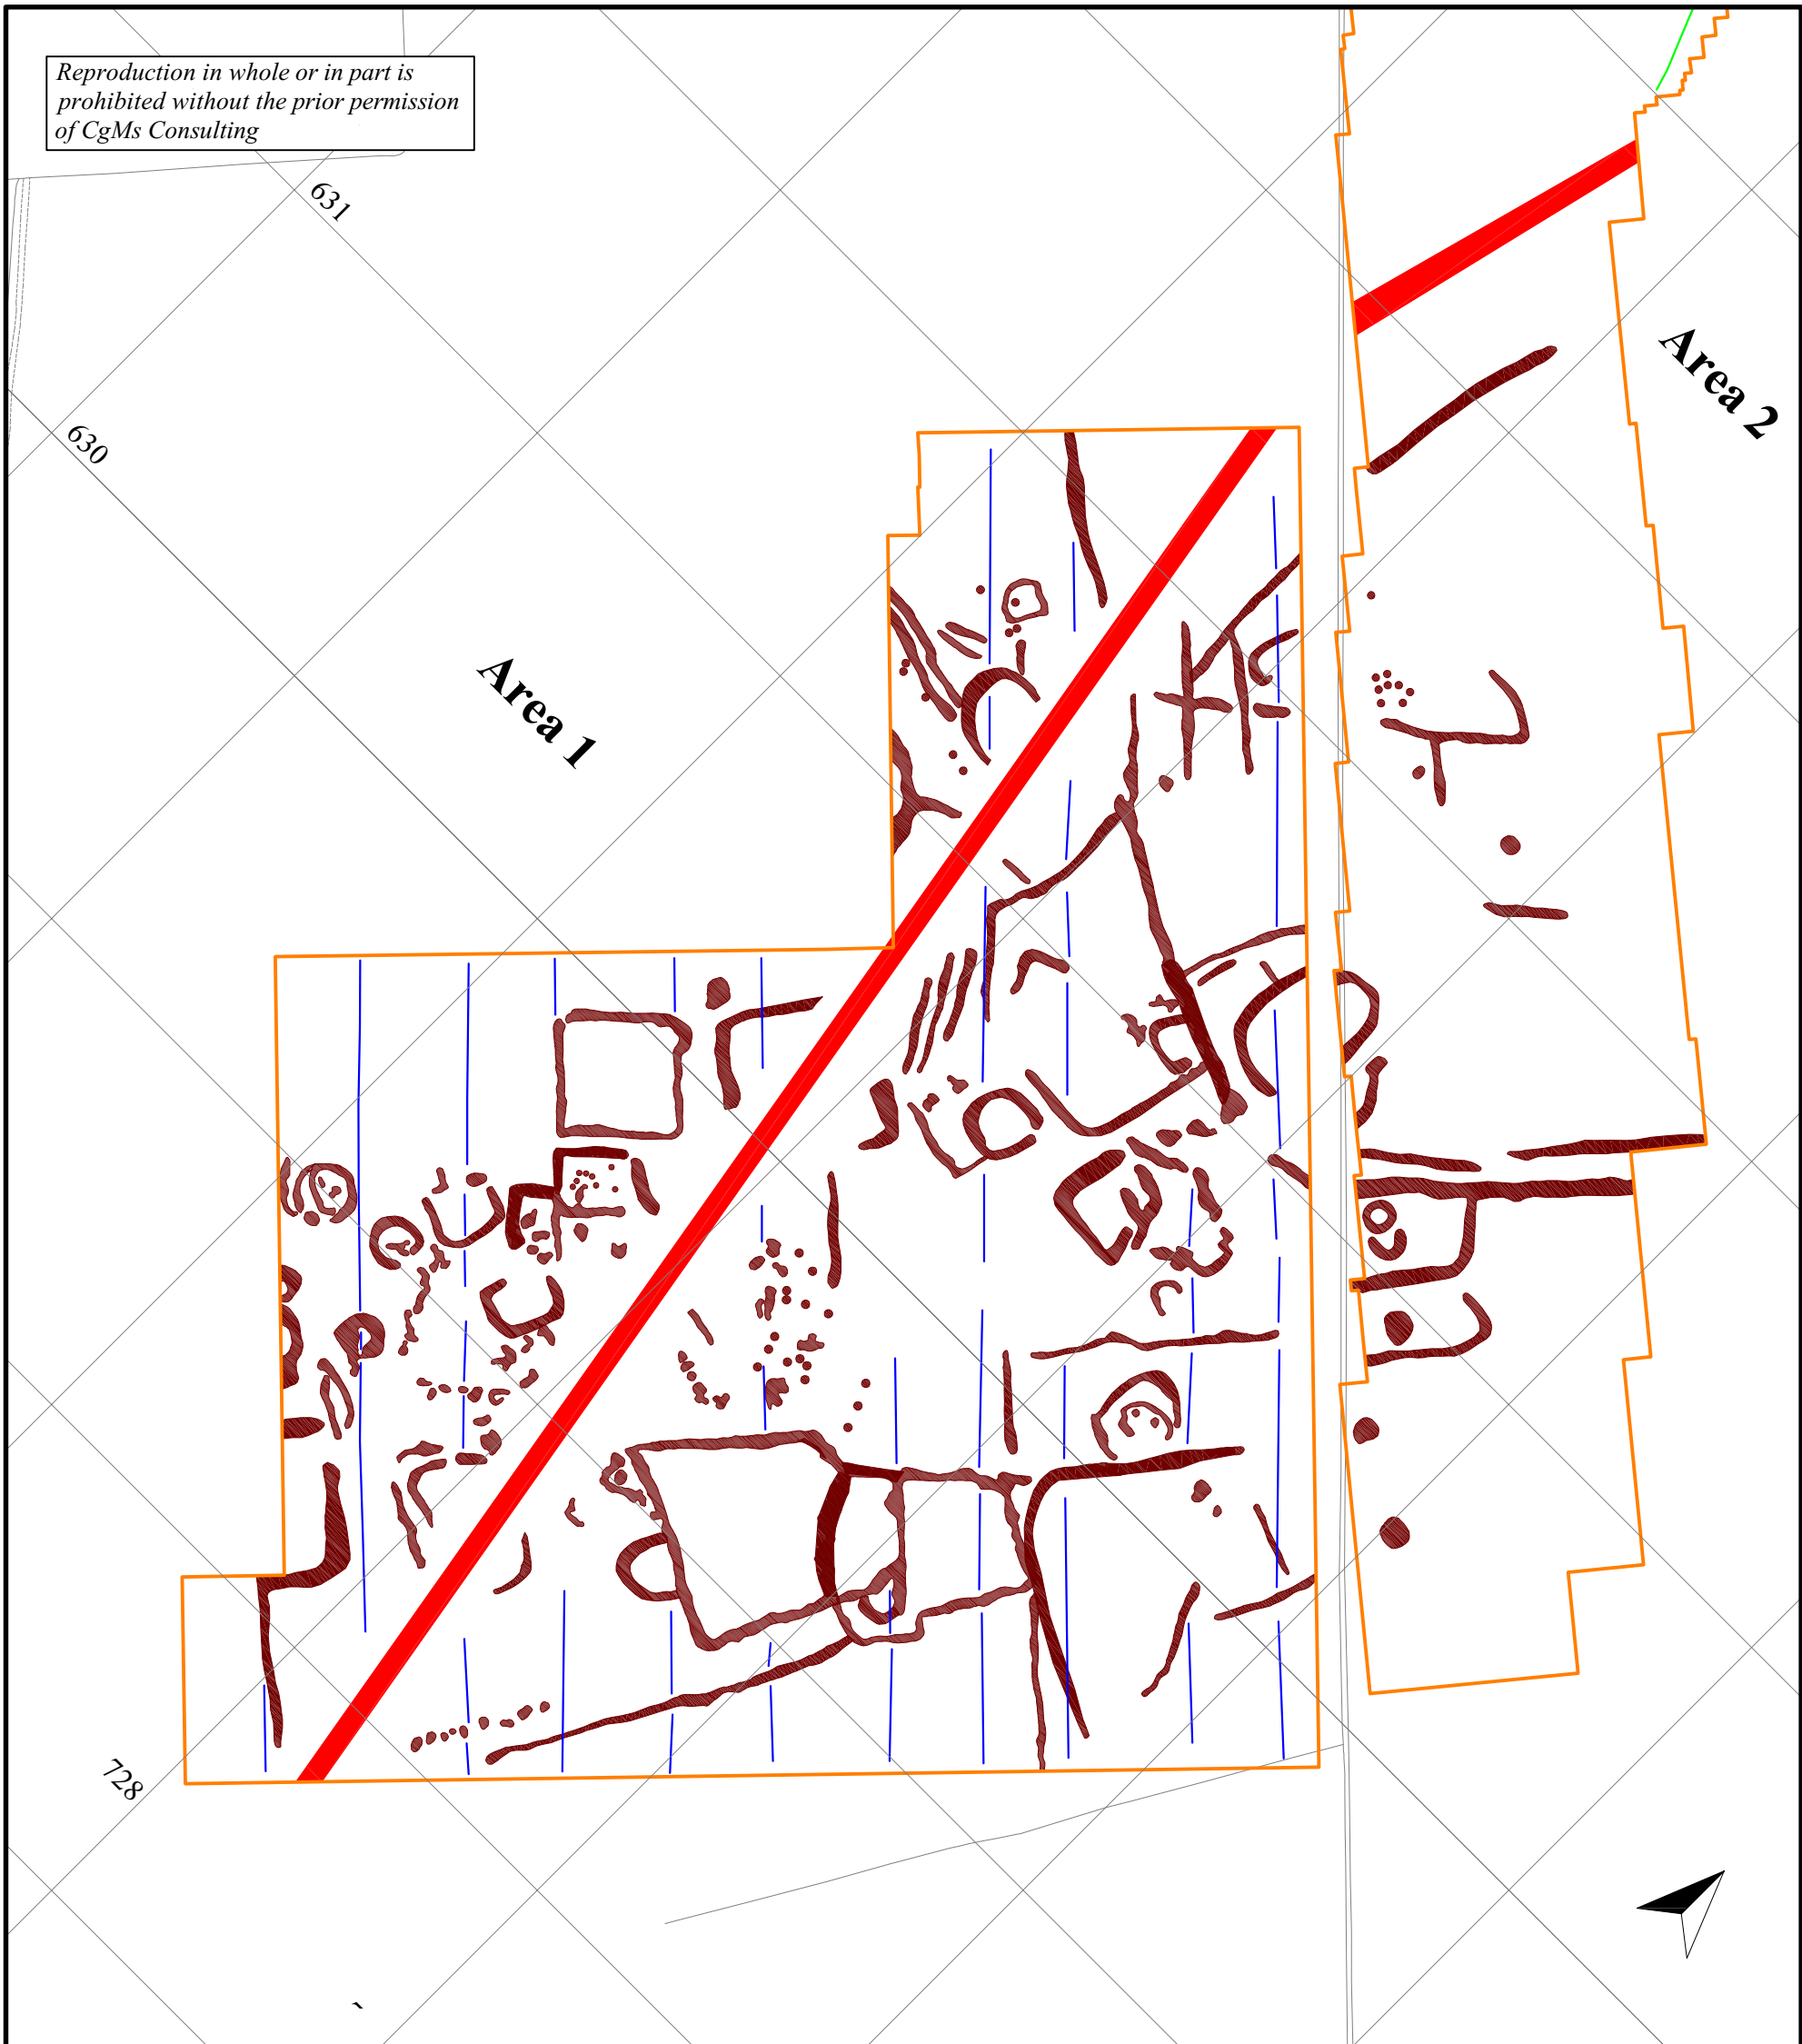 Reproduction in whole or in part is
prohibited without the prior permission
of CgMs Consulting
631
630
Area 2
Area 1
728